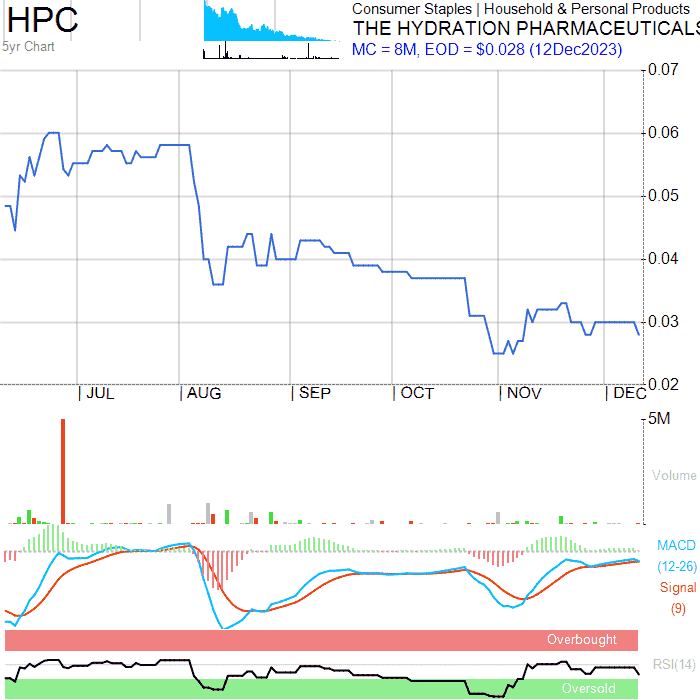 HPC
5yr Chart
Consumer Staples | Household & Personal Products
THE HYDRATION PHARMACEUTICALS
MC = 8M, EOD = $0.028 (12Dec2023)
0.07
0.06
0.05
0.04
0.03
0.02
| JUL | AUG | SEP | OCT | NOV | DEC
5M
Volume
MACD
(12-26)
Signal
(9)
Overbought
RSI(14)
Oversold